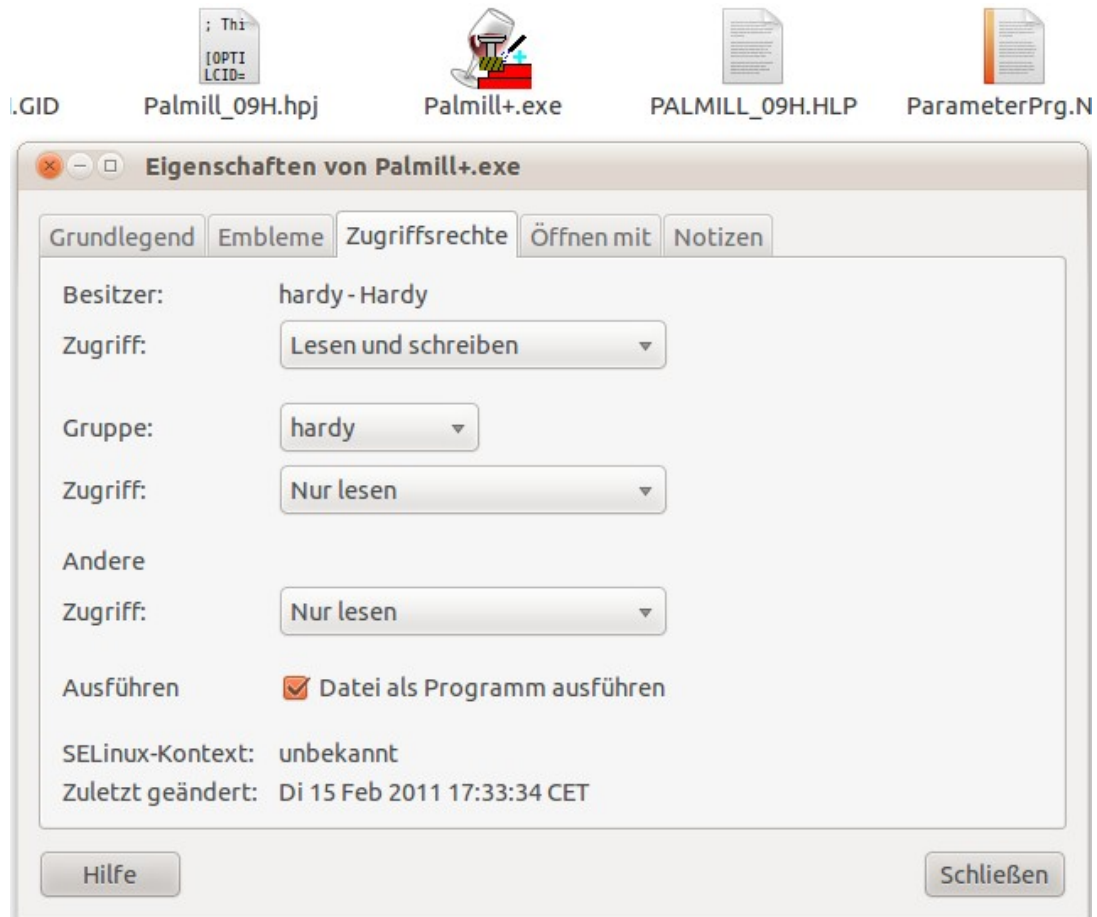 ; Thi
[OPTI
LCID=
.GID Palmill_09H.hpj Palmill+.exe PALMILL_09H.HLP ParameterPrg.N
Eigenschaften von Palmill+.exe
Grundlegend Embleme Zugriffsrechte Öffnen mit Notizen
Besitzer: hardy - Hardy
Zugriff: Lesen und schreiben
Gruppe: hardy
Zugriff: Nur lesen
Andere
Zugriff: Nur lesen
Ausführen Datei als Programm ausführen
SELinux-Kontext: unbekannt
Zuletzt geändert: Di 15 Feb 2011 17:33:34 CET
Hilfe Schließen